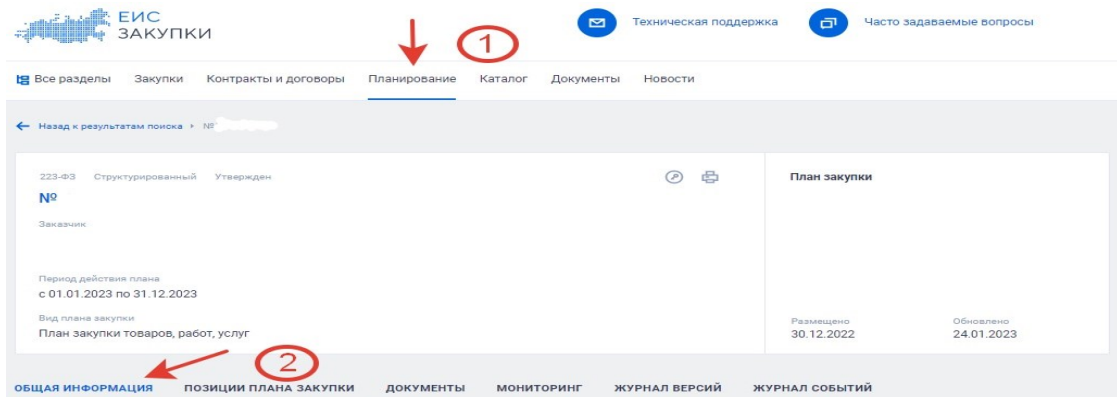 ЕИС
ЗАКУПКИ
Техническая поддержка
Часто задаваемые вопросы
1
Все разделы Закупки Контракты и договоры Планирование Каталог Документы Новости
Назад к результатам поиска №
223-ФЗ Структурированный Утвержден
План закупки
№
Заказчик
Период действия плана
с 01.01.2023 по 31.12.2023
Вид плана закупки
План закупки товаров, работ, услуг
Размещено Обновлено
30.12.2022 24.01.2023
2
ОБЩАЯ ИНФОРМАЦИЯ ПОЗИЦИИ ПЛАНА ЗАКУПКИ ДОКУМЕНТЫ МОНИТОРИНГ ЖУРНАЛ ВЕРСИЙ ЖУРНАЛ СОБЫТИЙ